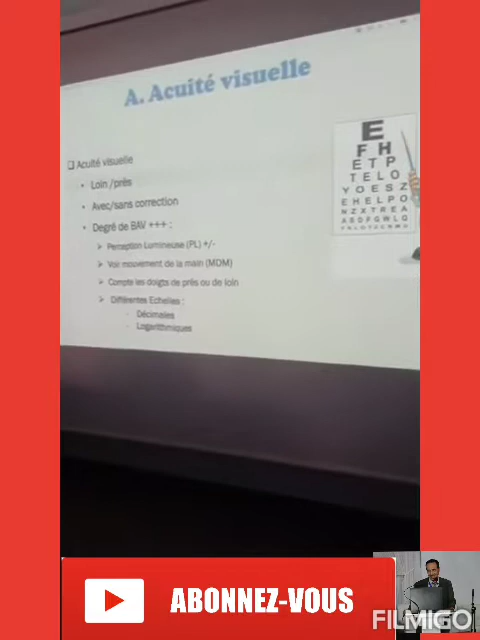 A. Acuité visuelle
Acuité visuelle
Loin /près
Avec/sans correction
Degré de BAV +++ :
Perception Lumineuse (PL) +/-
Voir mouvement de la main (MDM)
Compte les doigts de près ou de loin
Différentes Echelles :
- Décimales
- Logarithmiques
E
F H
E T P
T E L O
Y O E S Z
E H E L P O
N Z X T R E A
ABONNEZ-VOUS
FILMIGO